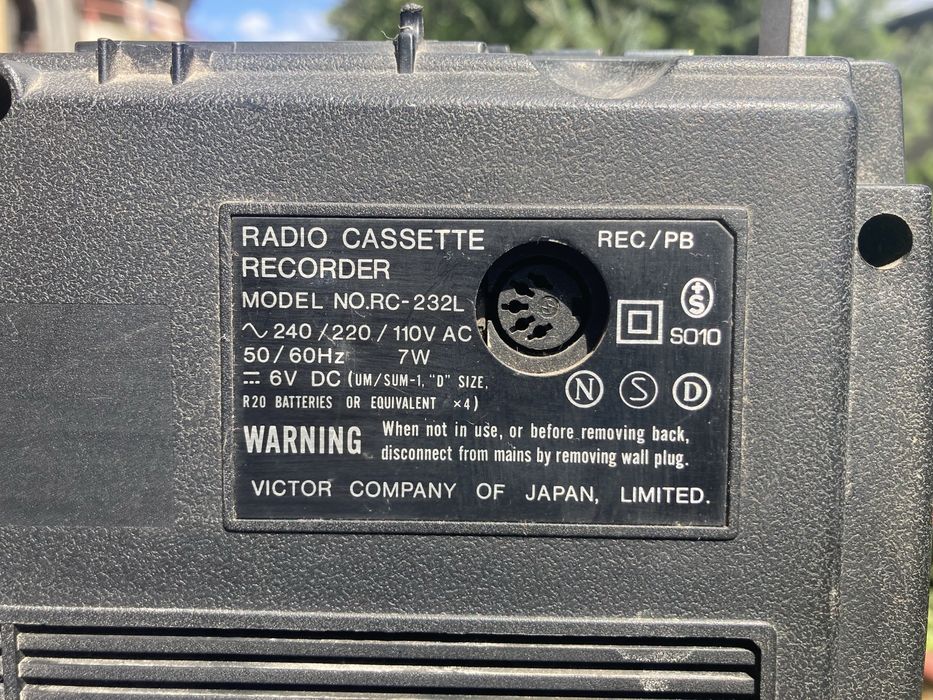 RADIO CASSETTE
RECORDER
REC/PB
MODEL NO.RC-232L
∿ 240/220/110V AC
50/60Hz 7W
⎓ 6V DC (UM/SUM-1, "D" SIZE,
R20 BATTERIES OR EQUIVALENT ×4)
+S
S010
N S D
WARNING When not in use, or before removing back,
disconnect from mains by removing wall plug.
VICTOR COMPANY OF JAPAN, LIMITED.